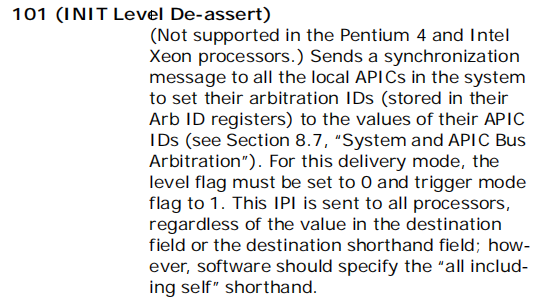 101 (INIT Level De-assert)
(Not supported in the Pentium 4 and Intel
Xeon processors.) Sends a synchronization
message to all the local APICs in the system
to set their arbitration IDs (stored in their
Arb ID registers) to the values of their APIC
IDs (see Section 8.7, “System and APIC Bus
Arbitration”). For this delivery mode, the
level flag must be set to 0 and trigger mode
flag to 1. This IPI is sent to all processors,
regardless of the value in the destination
field or the destination shorthand field; how-
ever, software should specify the “all includ-
ing self” shorthand.